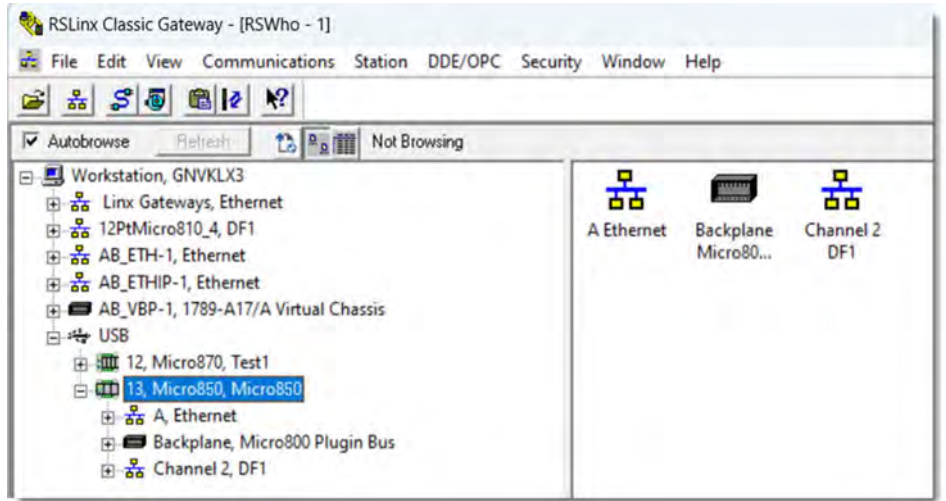 RSLinx Classic Gateway - [RSWho - 1]
File Edit View Communications Station DDE/OPC Security Window Help
Autobrowse Refresh Not Browsing
Workstation, GNVKLX3
Linx Gateways, Ethernet
12PtMicro810_4, DF1
AB_ETH-1, Ethernet
AB_ETHIP-1, Ethernet
AB_VBP-1, 1789-A17/A Virtual Chassis
USB
12, Micro870, Test1
13, Micro850, Micro850
A, Ethernet
Backplane, Micro800 Plugin Bus
Channel 2, DF1
A Ethernet
Backplane
Micro80...
Channel 2
DF1